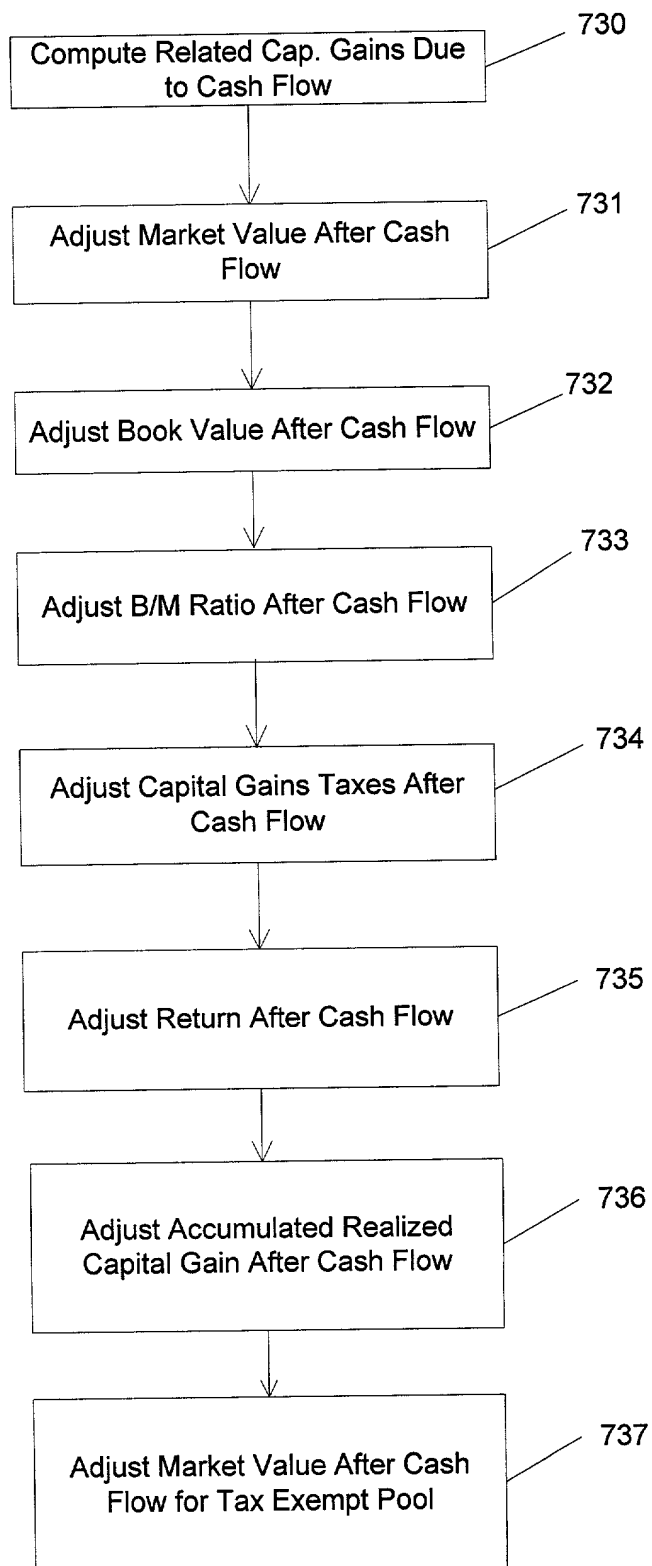 730
Compute Related Cap. Gains Due
to Cash Flow
731
Adjust Market Value After Cash
Flow
732
Adjust Book Value After Cash Flow
733
Adjust B/M Ratio After Cash Flow
734
Adjust Capital Gains Taxes After
Cash Flow
735
Adjust Return After Cash Flow
736
Adjust Accumulated Realized
Capital Gain After Cash Flow
737
Adjust Market Value After Cash
Flow for Tax Exempt Pool